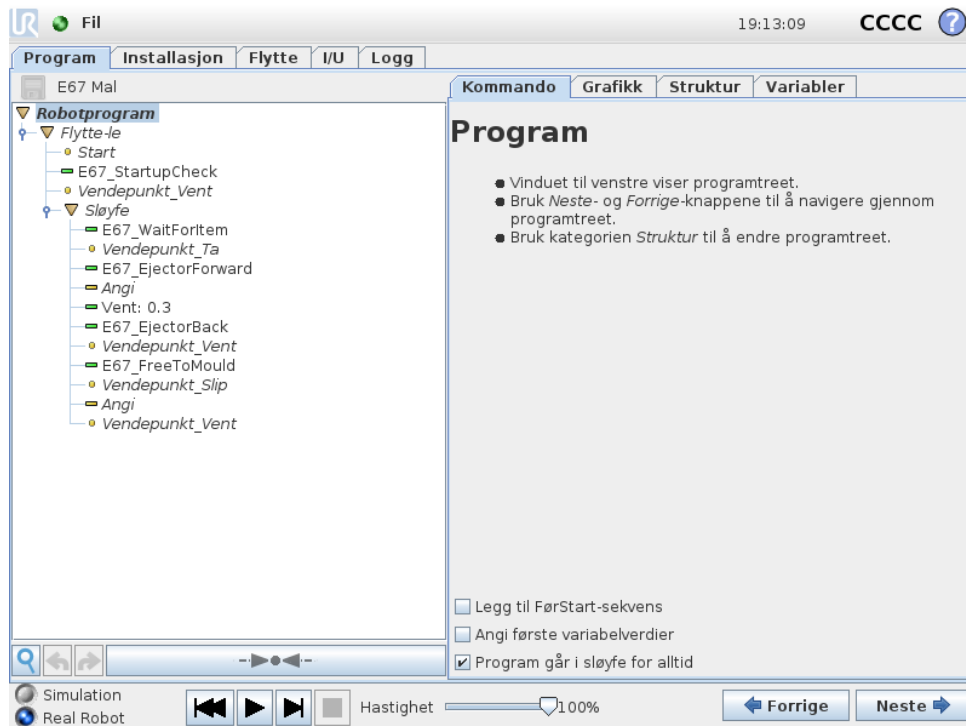 Fil
19:13:09
CCCC
?
Program Installasjon Flytte I/U Logg
E67 Mal
Robotprogram
Flytte-le
Start
E67_StartupCheck
Vendepunkt_Vent
Sløyfe
E67_WaitForItem
Vendepunkt_Ta
E67_EjectorForward
Angi
Vent: 0.3
E67_EjectorBack
Vendepunkt_Vent
E67_FreeToMould
Vendepunkt_Slip
Angi
Vendepunkt_Vent
Kommando Grafikk Struktur Variabler
Program
Vinduet til venstre viser programtreet.
Bruk Neste- og Forrige-knappene til å navigere gjennom
programtreet.
Bruk kategorien Struktur til å endre programtreet.
Legg til FørStart-sekvens
Angi første variabelverdier
Program går i sløyfe for alltid
Simulation
Real Robot
Hastighet
100%
Forrige
Neste